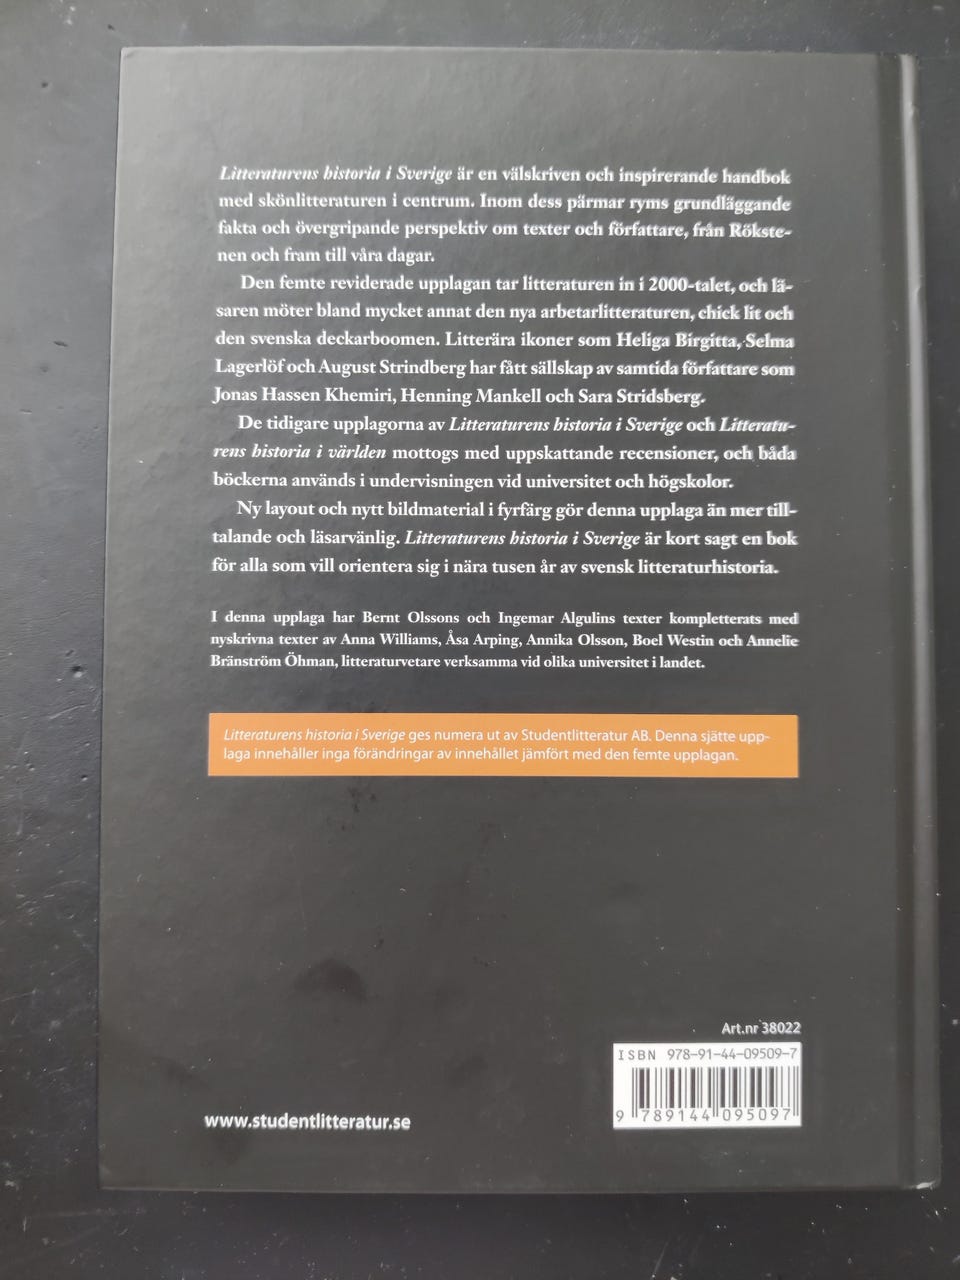 Litteraturens historia i Sverige är en välskriven och inspirerande handbok
med skönlitteraturen i centrum. Inom dess pärmar ryms grundläggande
fakta och övergripande perspektiv om texter och författare, från Rökste-
nen och fram till våra dagar.
Den femte reviderade upplagan tar litteraturen in i 2000-talet, och lä-
saren möter bland mycket annat den nya arbetarlitteraturen, chick lit och
den svenska deckarboomen. Litterära ikoner som Heliga Birgitta, Selma
Lagerlöf och August Strindberg har fått sällskap av samtida författare som
Jonas Hassen Khemiri, Henning Mankell och Sara Stridsberg.
De tidigare upplagorna av Litteraturens historia i Sverige och Litteratu-
rens historia i världen mottogs med uppskattande recensioner, och båda
böckerna används i undervisningen vid universitet och högskolor.
Ny layout och nytt bildmaterial i fyrfärg gör denna upplaga än mer till-
talande och läsarvänlig. Litteraturens historia i Sverige är kort sagt en bok
för alla som vill orientera sig i nära tusen år av svensk litteraturhistoria.
I denna upplaga har Bernt Olssons och Ingemar Algulins texter kompletterats med
nyskrivna texter av Anna Williams, Åsa Arping, Annika Olsson, Boel Westin och Annelie
Bränström Öhman, litteraturvetare verksamma vid olika universitet i landet.
Litteraturens historia i Sverige ges numera ut av Studentlitteratur AB. Denna sjätte upp-
laga innehåller inga förändringar av innehållet jämfört med den femte upplagan.
Art.nr 38022
ISBN 978-91-44-09509-7
9 789144 095097
www.studentlitteratur.se